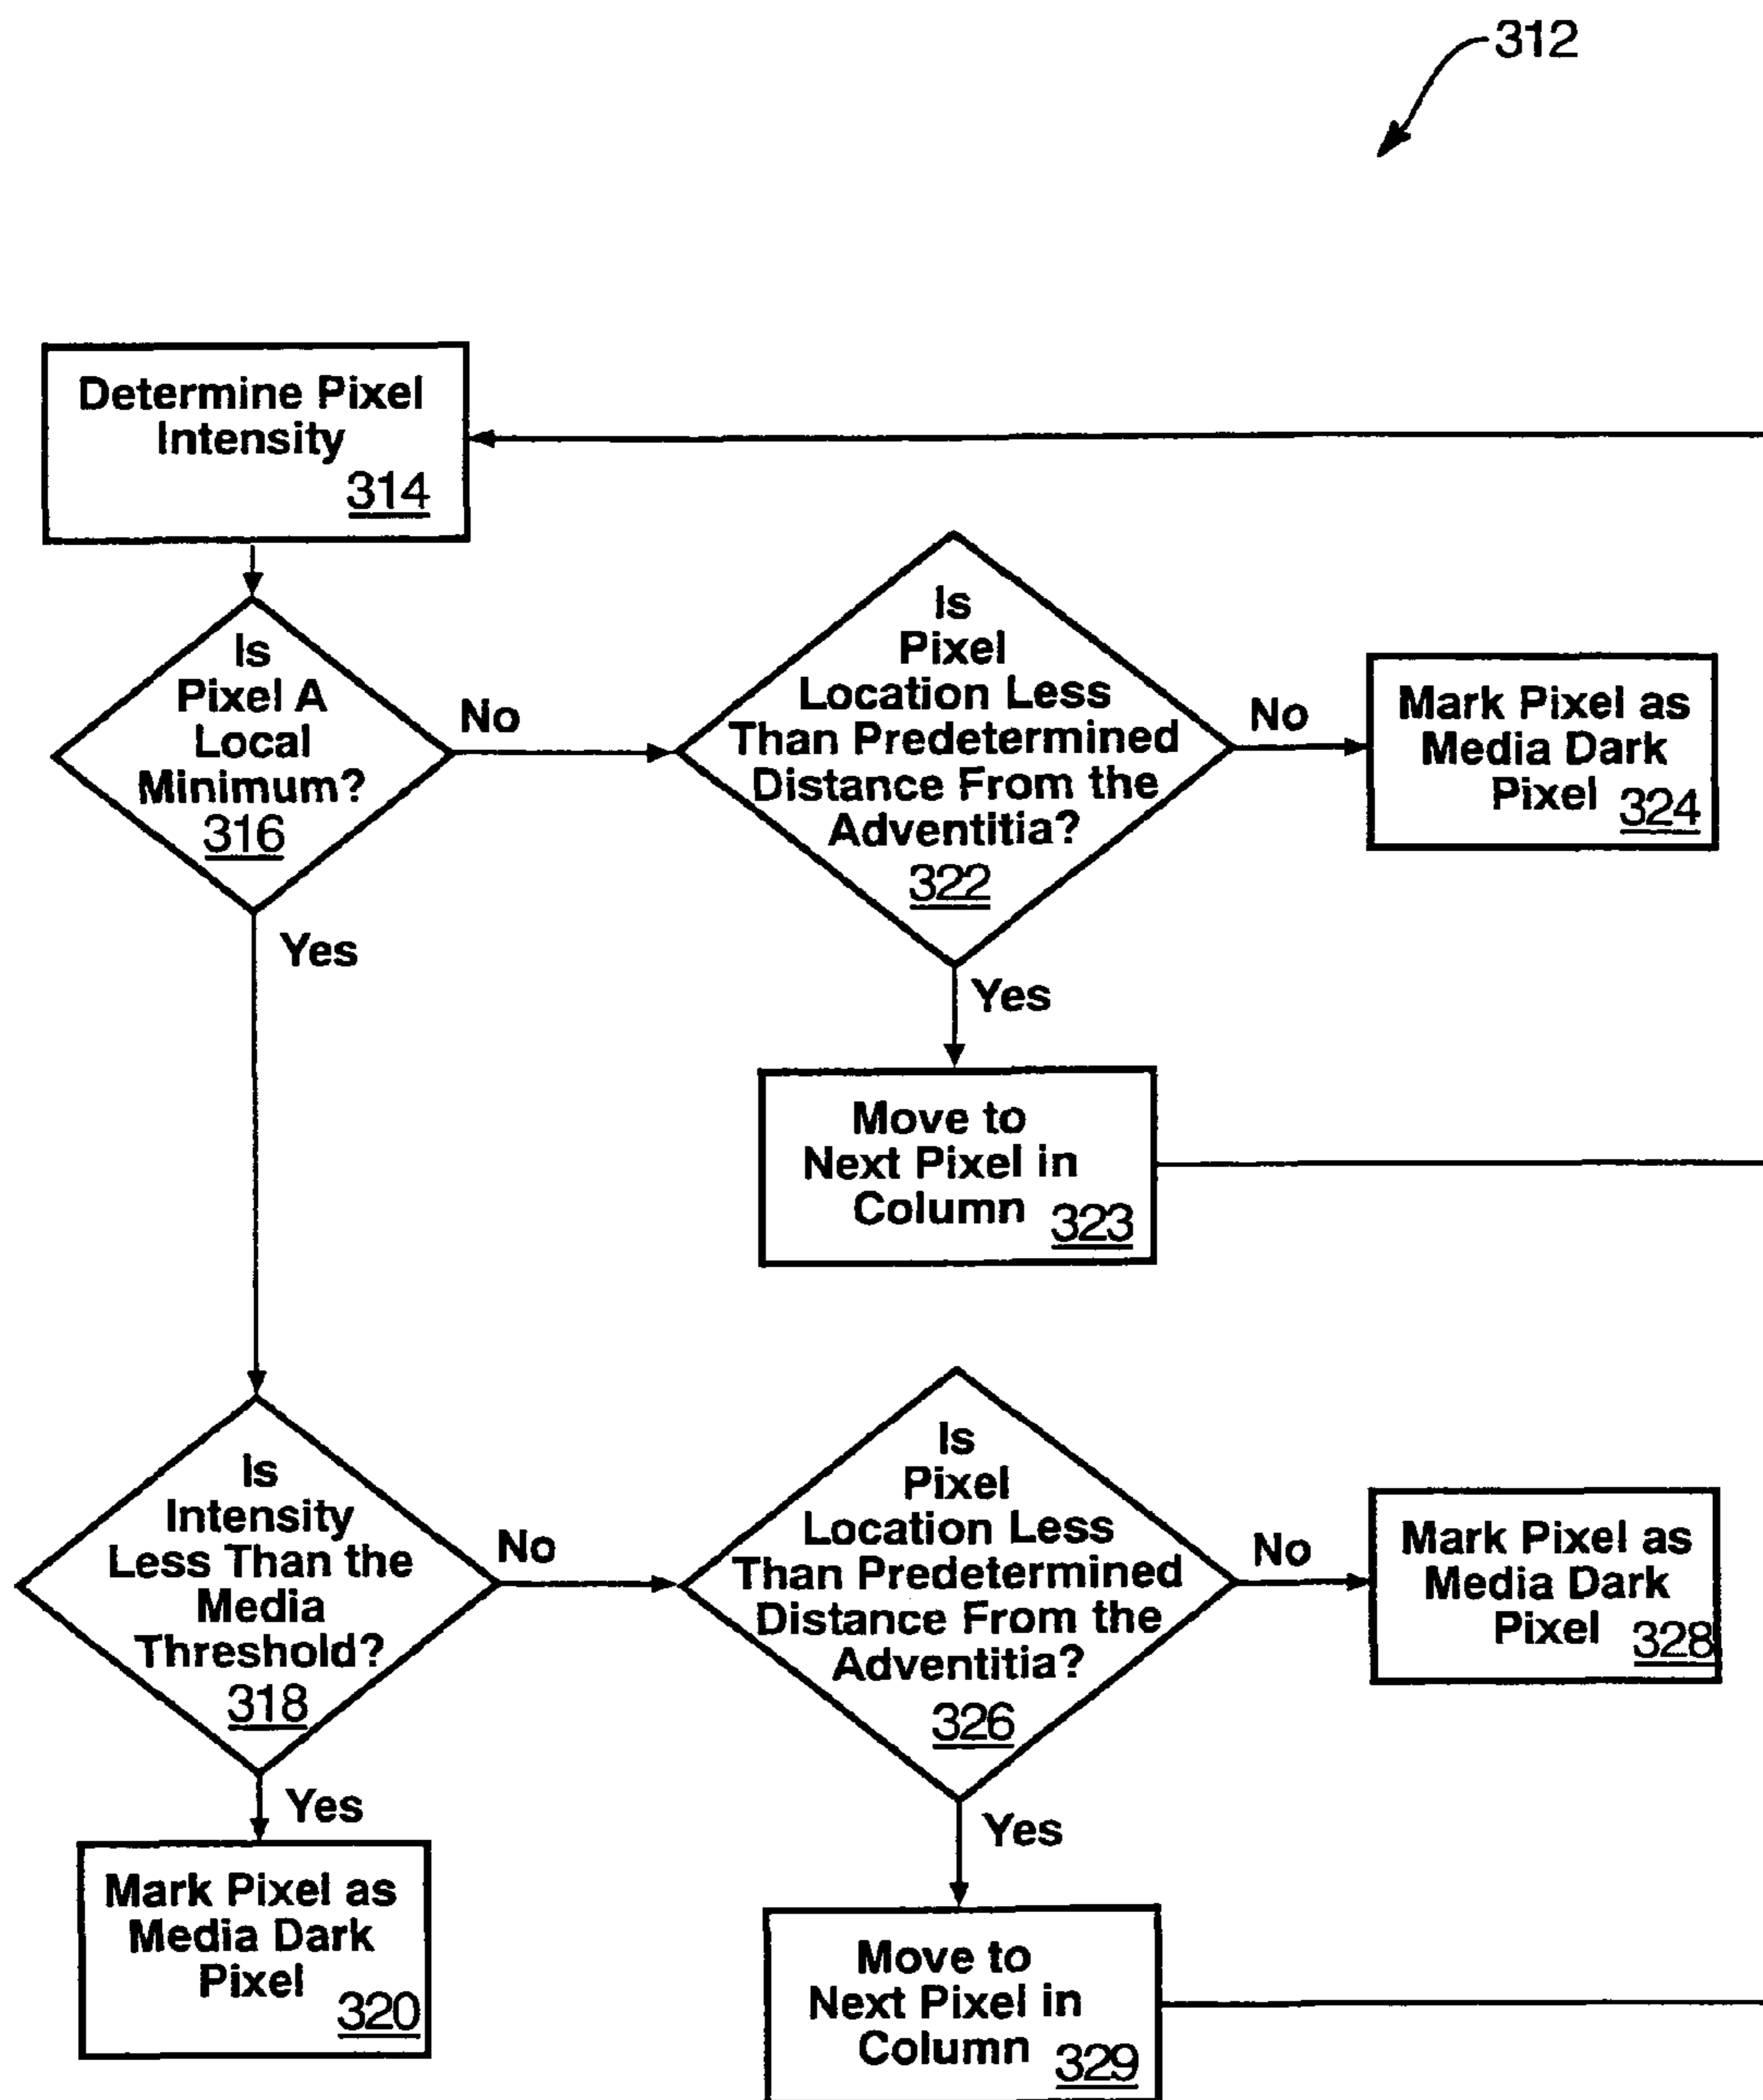 312
Determine Pixel
Intensity
314
Is
Pixel A
Local
Minimum?
316
No
Yes
Is
Pixel
Location Less
Than Predetermined
Distance From the
Adventitia?
322
No
Yes
Mark Pixel as
Media Dark
Pixel 324
Move to
Next Pixel in
Column 323
Is
Intensity
Less Than the
Media
Threshold?
318
No
Yes
Is
Pixel
Location Less
Than Predetermined
Distance From the
Adventitia?
326
No
Yes
Mark Pixel as
Media Dark
Pixel 328
Mark Pixel as
Media Dark
Pixel
320
Move to
Next Pixel in
Column 329